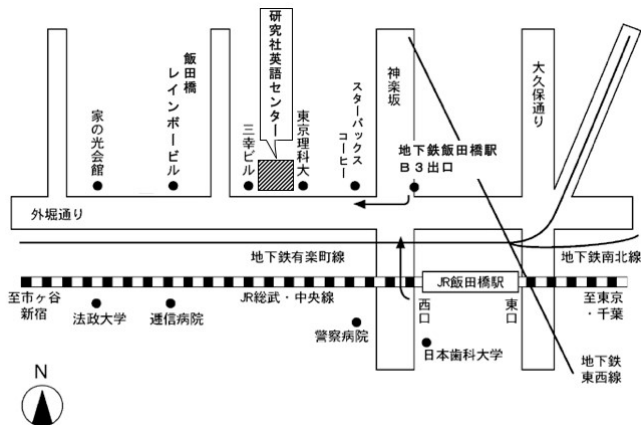 家の光会館
飯田橋
レインボービル
三幸ビル
研究社英語センター
東京理科大
スターバックス
コーヒー
神楽坂
地下鉄飯田橋駅
B3出口
大久保通り
外堀通り
地下鉄有楽町線
地下鉄南北線
至市ヶ谷
新宿
法政大学
逓信病院
JR総武・中央線
警察病院
JR飯田橋駅
西口
東口
日本歯科大学
至東京
・千葉
地下鉄
東西線
N